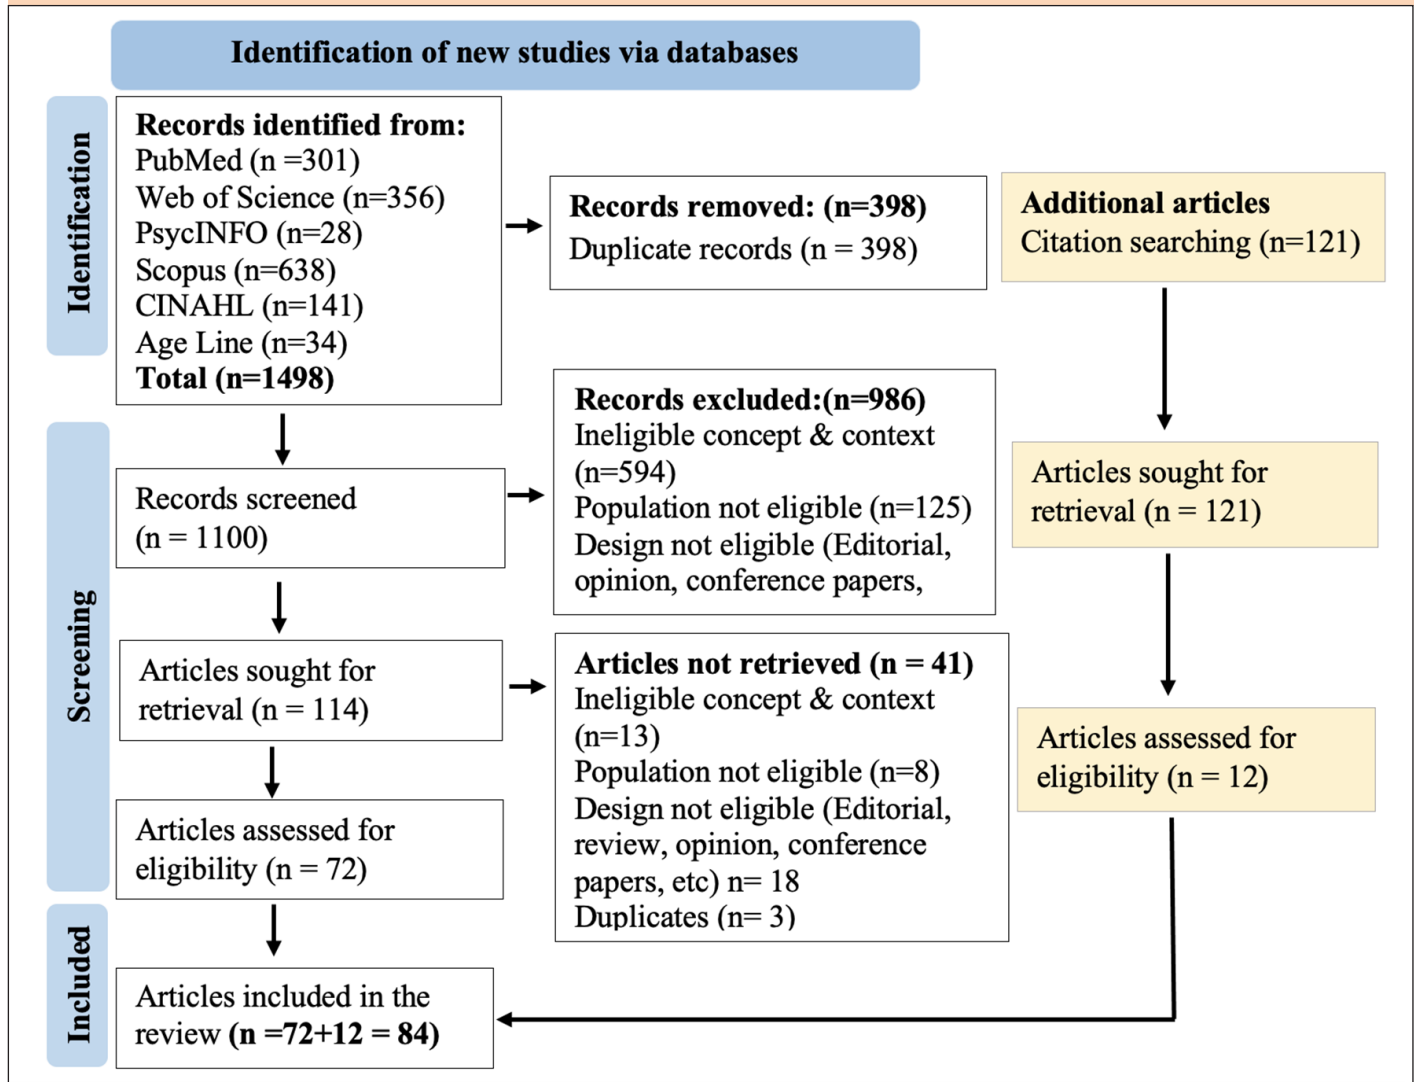 Identification of new studies via databases
Identification
Records identified from:
PubMed (n =301)
Web of Science (n=356)
PsycINFO (n=28)
Scopus (n=638)
CINAHL (n=141)
Age Line (n=34)
Total (n=1498)
Records removed: (n=398)
Duplicate records (n = 398)
Additional articles
Citation searching (n=121)
Screening
Records screened
(n = 1100)
Records excluded:(n=986)
Ineligible concept & context
(n=594)
Population not eligible (n=125)
Design not eligible (Editorial,
opinion, conference papers,
Articles sought for
retrieval (n = 121)
Articles sought for
retrieval (n = 114)
Articles not retrieved (n = 41)
Ineligible concept & context
(n=13)
Population not eligible (n=8)
Design not eligible (Editorial,
review, opinion, conference
papers, etc) n= 18
Duplicates (n= 3)
Articles assessed for
eligibility (n = 12)
Articles assessed for
eligibility (n = 72)
Included
Articles included in the
review (n =72+12 = 84)